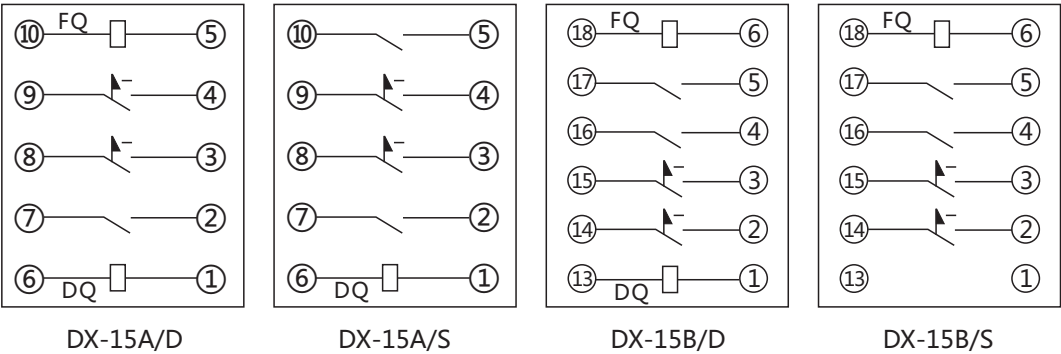 ⑩ FQ ⑤ ⑩ ⑤ ⑱ FQ ⑥ ⑱ FQ ⑥
⑨ ④ ⑨ ④ ⑰ ⑤ ⑰ ⑤
⑧ ③ ⑧ ③ ⑯ ④ ⑯ ④
⑮ ③ ⑮ ③
⑦ ② ⑦ ② ⑭ ② ⑭ ②
⑥ DQ ① ⑥ DQ ① ⑬ DQ ① ⑬ ①
DX-15A/D DX-15A/S DX-15B/D DX-15B/S